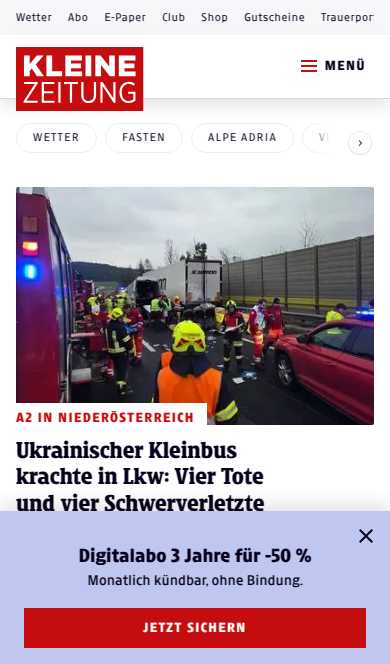 Wetter Abo E-Paper Club Shop Gutscheine Trauerpor
KLEINE
ZEITUNG
MENÜ
WETTER FASTEN ALPE ADRIA
A2 IN NIEDERÖSTERREICH
Ukrainischer Kleinbus
krachte in Lkw: Vier Tote
und vier Schwerverletzte
Digitalabo 3 Jahre für -50 %
Monatlich kündbar, ohne Bindung.
JETZT SICHERN